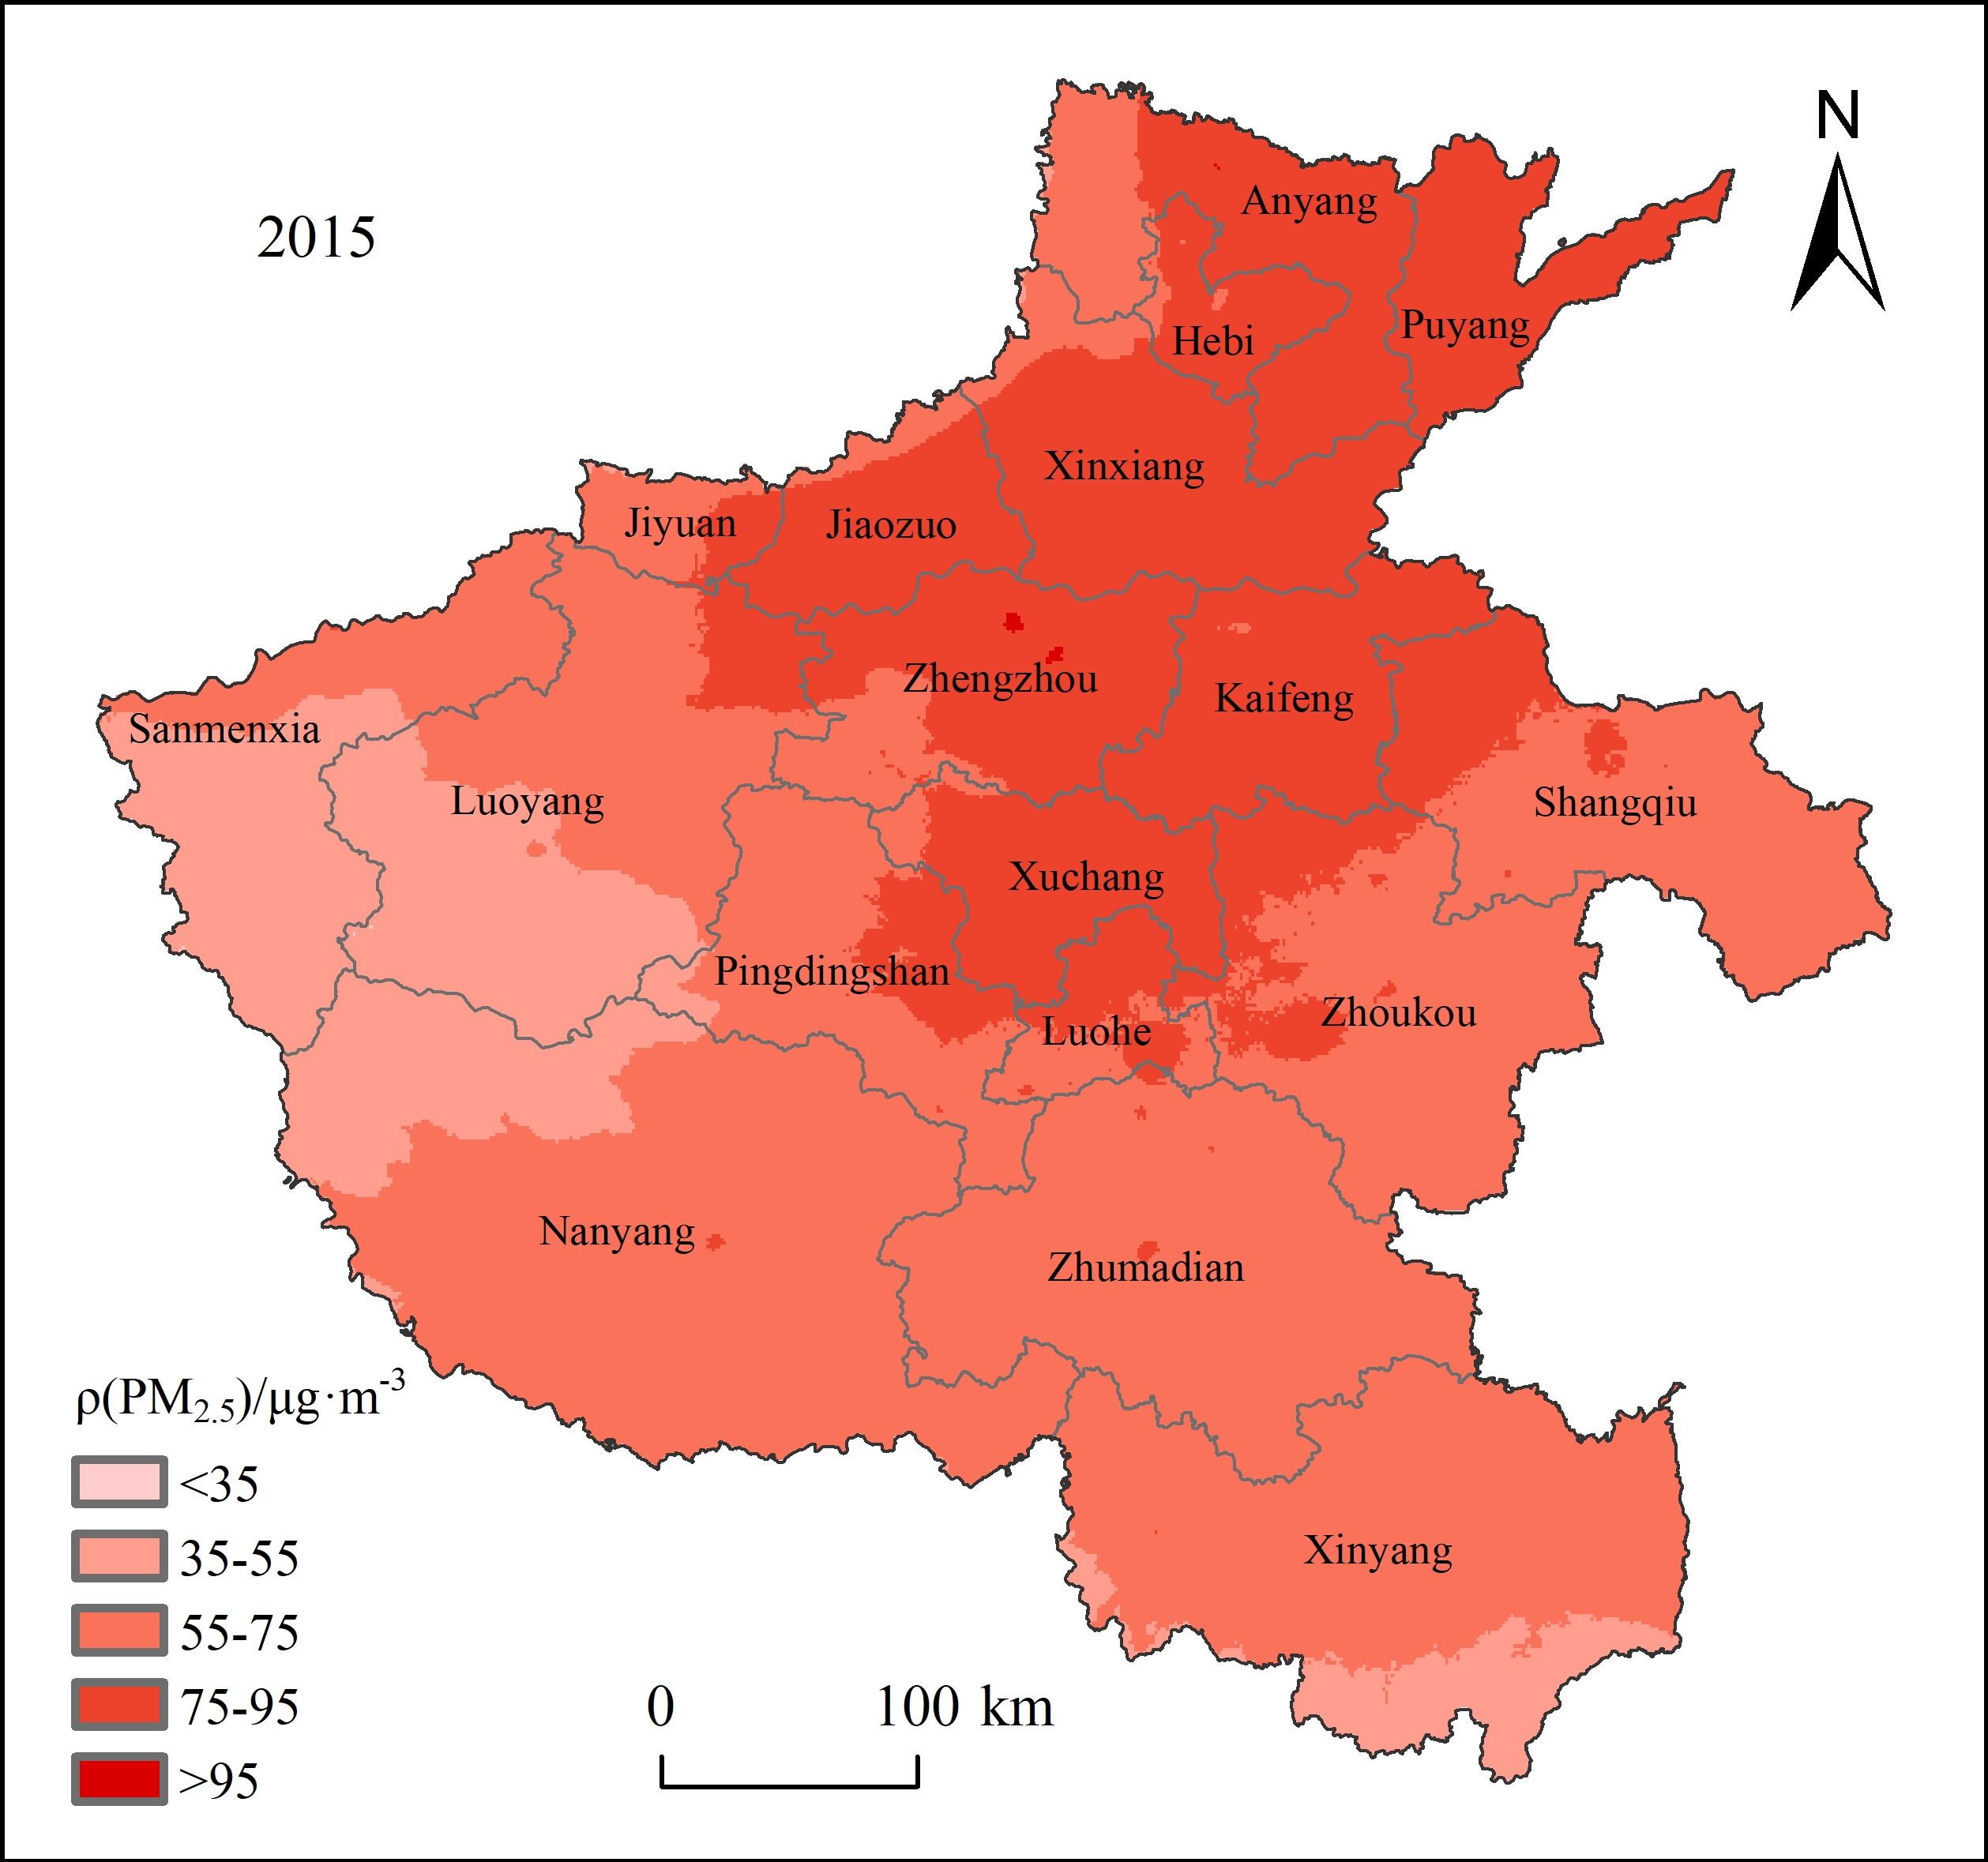 N
2015
Anyang
Puyang
Hebi
Xinxiang
Jiyuan
Jiaozuo
Zhengzhou
Kaifeng
Sanmenxia
Luoyang
Shangqiu
Xuchang
Pingdingshan
Zhoukou
Luohe
Nanyang
Zhumadian
Xinyang
ρ(PM2.5)/μg·m-3
<35
35-55
55-75
75-95
>95
0 100 km